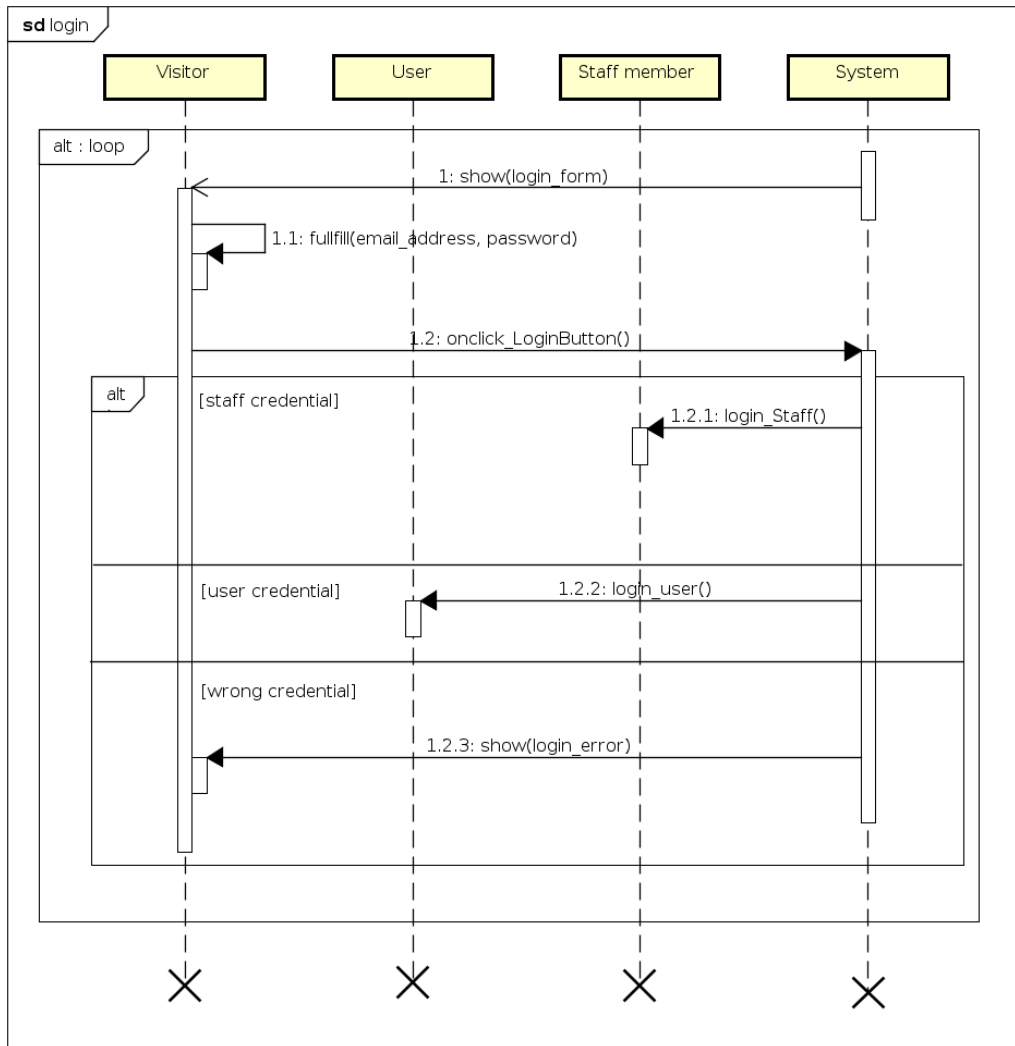 sd login
Visitor
User
Staff member
System
alt : loop
1: show(login_form)
1.1: fullfill(email_address, password)
1.2: onclick_LoginButton()
alt
[staff credential]
1.2.1: login_Staff()
[user credential]
1.2.2: login_user()
[wrong credential]
1.2.3: show(login_error)